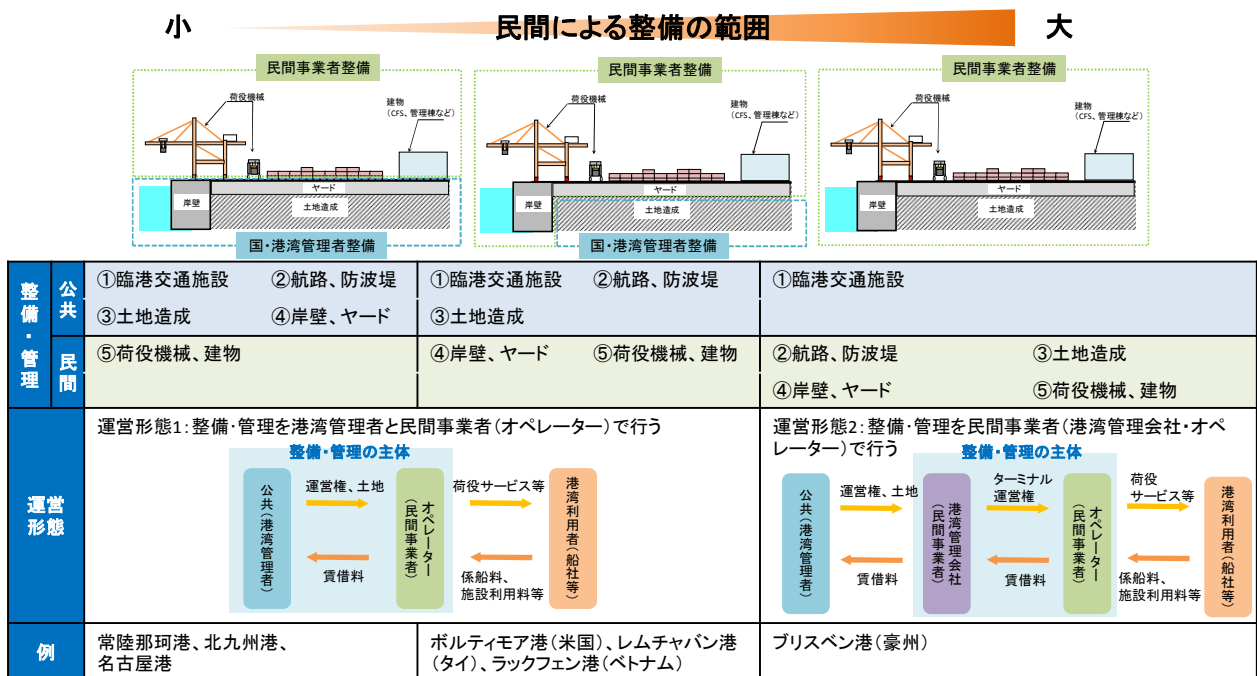 小
民間による整備の範囲
大
民間事業者整備
荷役機械
建物
(CFS、管理棟など)
ヤード
岸壁
土地造成
国・港湾管理者整備
民間事業者整備
荷役機械
建物
(CFS、管理棟など)
ヤード
岸壁
土地造成
国・港湾管理者整備
民間事業者整備
荷役機械
建物
(CFS、管理棟など)
ヤード
岸壁
土地造成
整備・管理
公共
①臨港交通施設 ②航路、防波堤
③土地造成 ④岸壁、ヤード
①臨港交通施設 ②航路、防波堤
③土地造成
①臨港交通施設
民間
⑤荷役機械、建物
④岸壁、ヤード ⑤荷役機械、建物
②航路、防波堤 ③土地造成
④岸壁、ヤード ⑤荷役機械、建物
運営
形態
運営形態1:整備・管理を港湾管理者と民間事業者(オペレーター)で行う
整備・管理の主体
公共(港湾管理者)
運営権、土地
賃借料
オペレーター
(民間事業者)
荷役サービス等
係船料、
施設利用料等
港湾利用者(船社等)
運営形態2:整備・管理を民間事業者(港湾管理会社・オペ
レーター)で行う
整備・管理の主体
公共(港湾管理者)
運営権、土地
賃借料
港湾管理会社
(民間事業者)
ターミナル
運営権
賃借料
オペレーター
(民間事業者)
荷役
サービス等
係船料、
施設利用料等
港湾利用者(船社等)
例
常陸那珂港、北九州港、
名古屋港
ボルティモア港(米国)、レムチャバン港
(タイ)、ラックフェン港(ベトナム)
ブリスベン港(豪州)